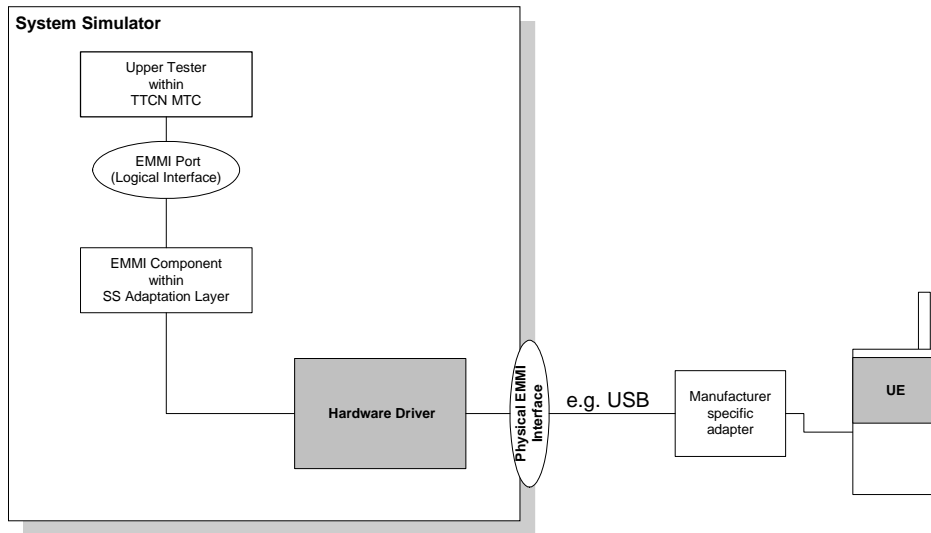 System Simulator
Upper Tester
within
TTCN MTC
EMMI Port
(Logical Interface)
EMMI Component
within
SS Adaptation Layer
Hardware Driver
Physical EMMI
Interface
e.g. USB
Manufacturer
specific
adapter
UE